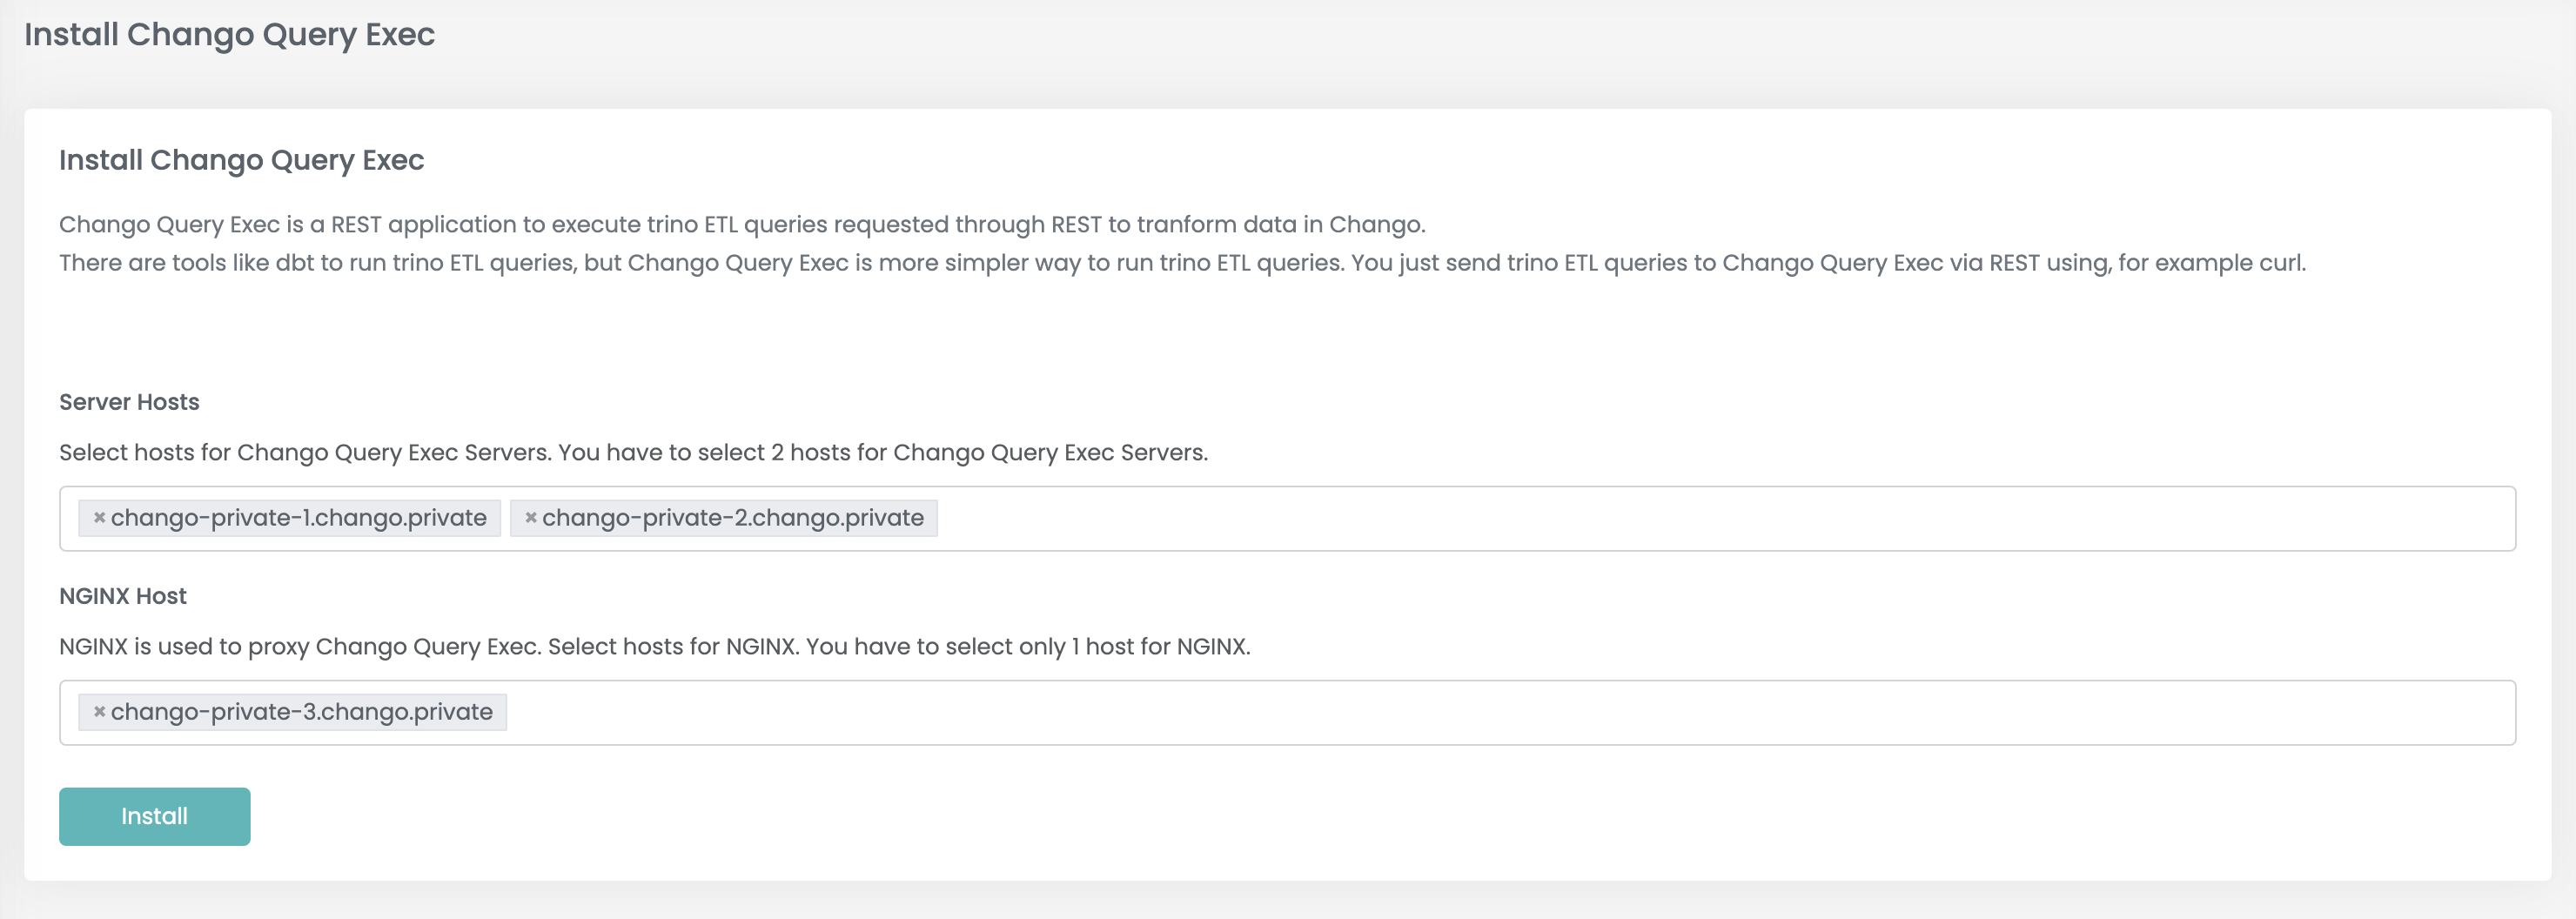 Install Chango Query Exec
Install Chango Query Exec
Chango Query Exec is a REST application to execute trino ETL queries requested through REST to tranform data in Chango.
There are tools like dbt to run trino ETL queries, but Chango Query Exec is more simpler way to run trino ETL queries. You just send trino ETL queries to Chango Query Exec via REST using, for example curl.
Server Hosts
Select hosts for Chango Query Exec Servers. You have to select 2 hosts for Chango Query Exec Servers.
× chango-private-1.chango.private × chango-private-2.chango.private
NGINX Host
NGINX is used to proxy Chango Query Exec. Select hosts for NGINX. You have to select only 1 host for NGINX.
× chango-private-3.chango.private
Install